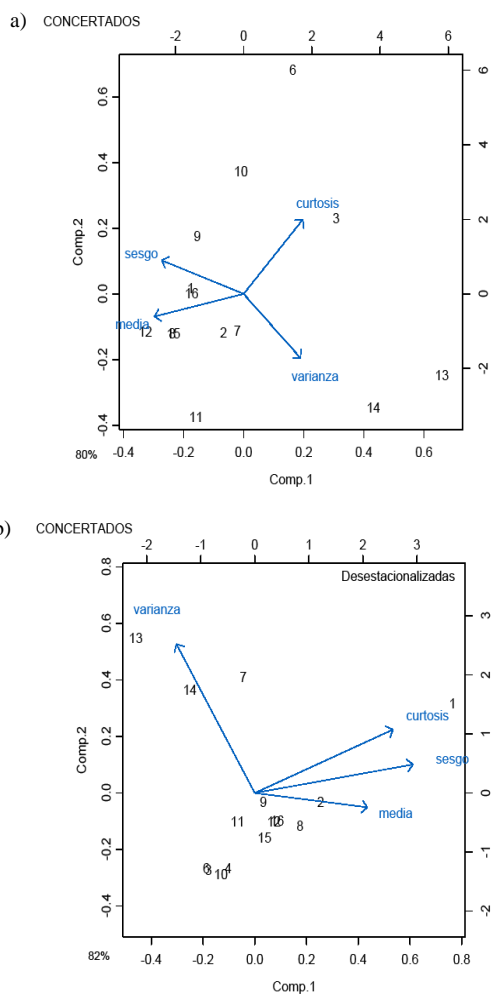 a) CONCERTADOS
-2 0 2 4 6
6
0.6
6
10
4
0.4
curtosis
3
0.2
9
2
Comp.2
sesgo
1
16
0.0
0
media
12 8 15 2 7
-0.2
varianza
-2
13
14
11
-0.4
80%
-0.4 -0.2 0.0 0.2 0.4 0.6
Comp.1
b) CONCERTADOS
-2 -1 0 1 2 3
0.8
Desestacionalizadas
varianza
3
0.6
13
7
2
0.4
14
1
curtosis
0.2
1
sesgo
Comp.2
0.0
0
9 2
media
11 12 16 8
15
-0.2
-1
6 3 10 4
-0.4
-2
82%
-0.4 -0.2 0.0 0.2 0.4 0.6 0.8
Comp.1